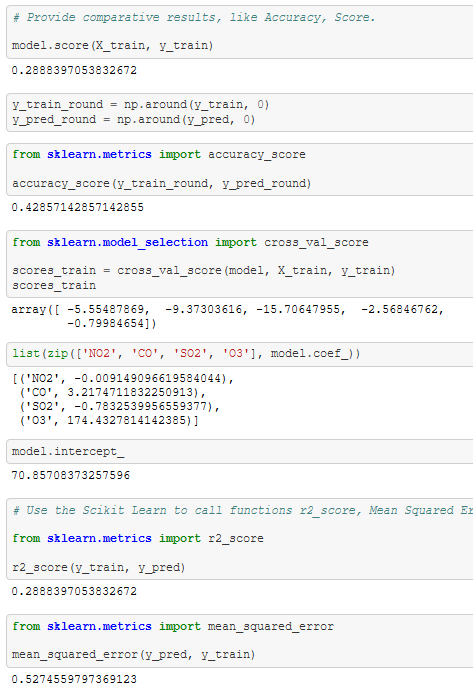 # Provide comparative results, like Accuracy, Score.
model.score(X_train, y_train)
0.2888397053832672
y_train_round = np.around(y_train, 0)
y_pred_round = np.around(y_pred, 0)
from sklearn.metrics import accuracy_score
accuracy_score(y_train_round, y_pred_round)
0.42857142857142855
from sklearn.model_selection import cross_val_score
scores_train = cross_val_score(model, X_train, y_train)
scores_train
array([ -5.55487869,  -9.37303616, -15.70647955,  -2.56846762,
        -0.79984654])
list(zip(['NO2', 'CO', 'SO2', 'O3'], model.coef_))
[('NO2', -0.009149096619584044),
 ('CO', 3.2174711832250913),
 ('SO2', -0.7832539956559377),
 ('O3', 174.4327814142385)]
model.intercept_
70.85708373257596
# Use the Scikit Learn to call functions r2_score, Mean Squared Er
from sklearn.metrics import r2_score
r2_score(y_train, y_pred)
0.2888397053832672
from sklearn.metrics import mean_squared_error
mean_squared_error(y_pred, y_train)
0.5274559797369123